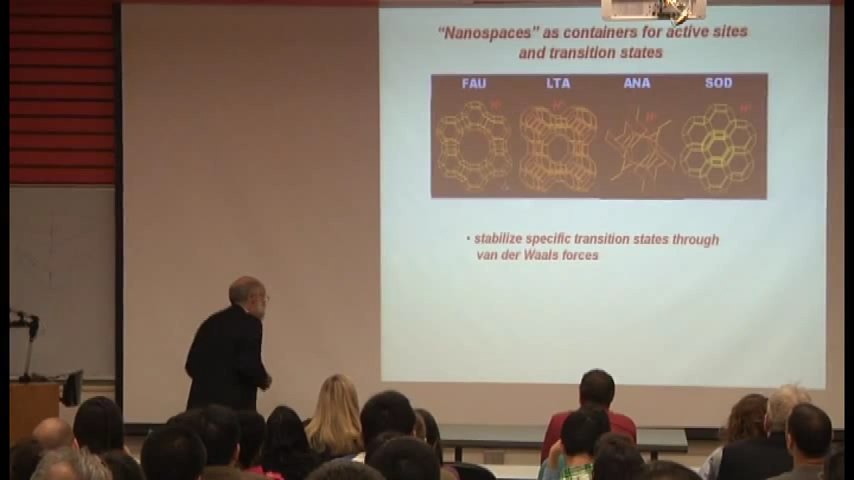 “Nanospaces” as containers for active sites
and transition states
FAU LTA ANA SOD
H⁺ H⁺ H⁺ H⁺
• stabilize specific transition states through
van der Waals forces